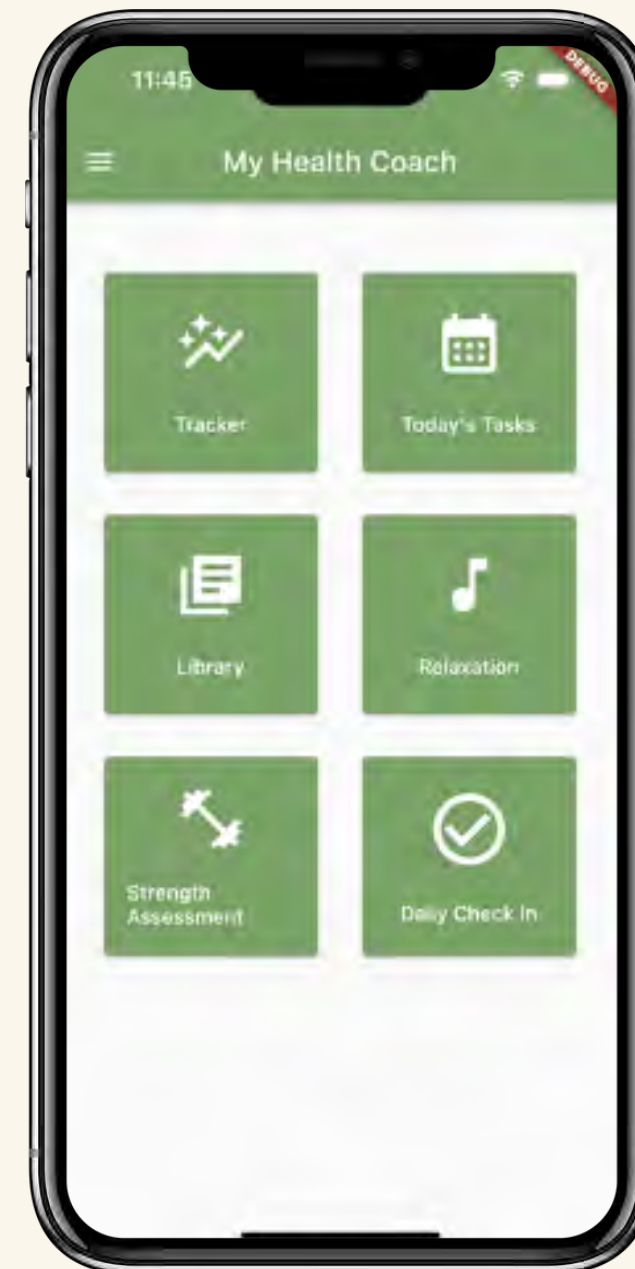 11:45
DEBUG
My Health Coach
Tracker
Today's Tasks
Library
Relaxation
Strength
Assessment
Daily Check In